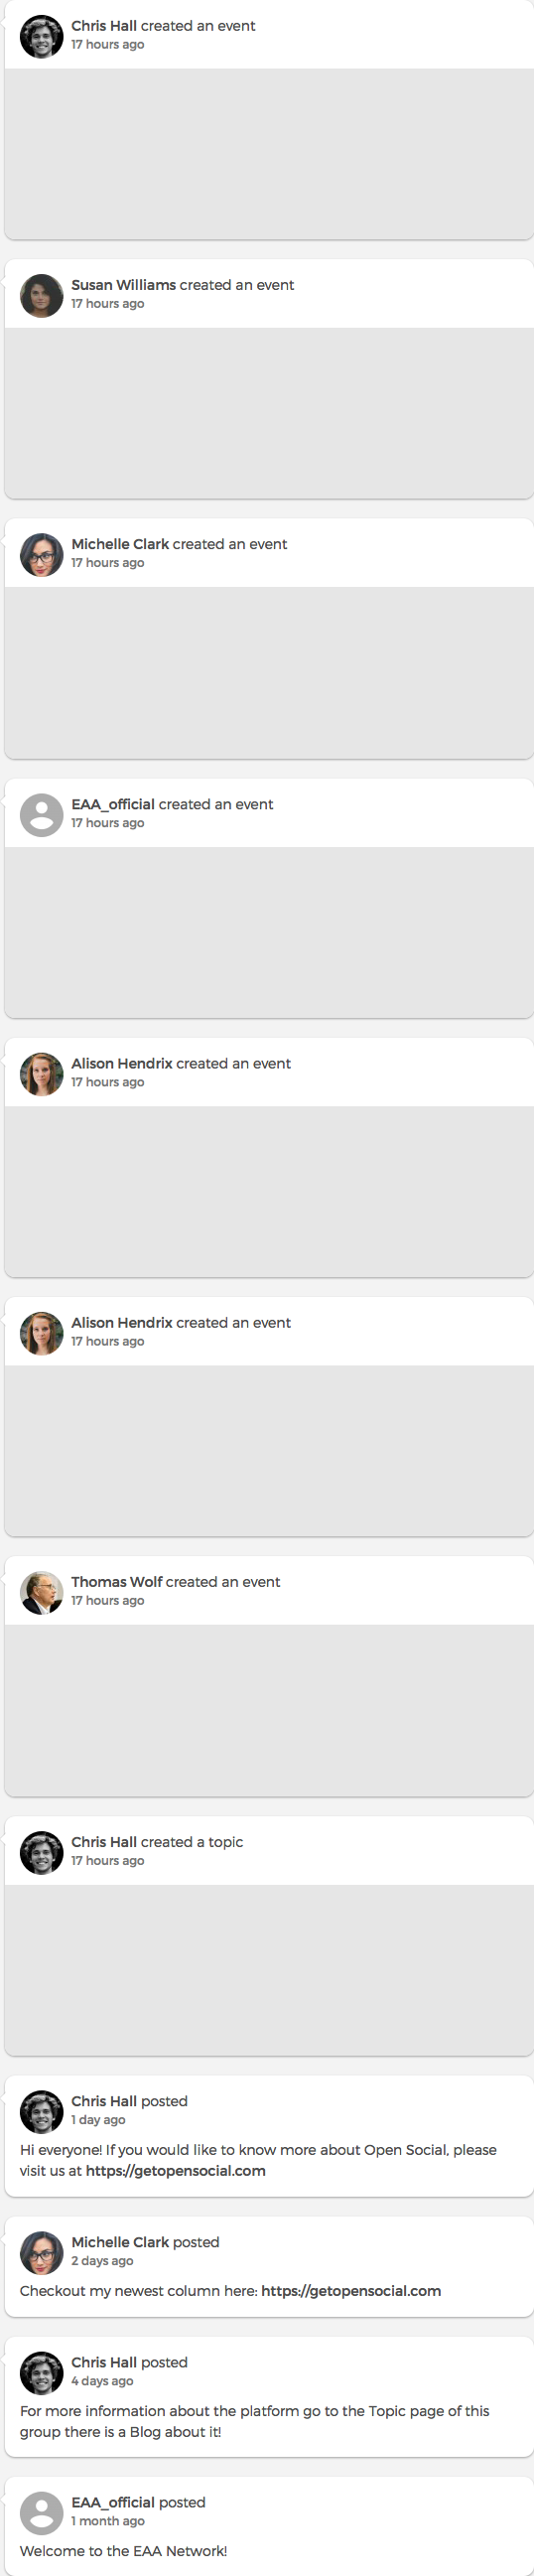 Chris Hall created an event
17 hours ago
Susan Williams created an event
17 hours ago
Michelle Clark created an event
17 hours ago
EAA_official created an event
17 hours ago
Alison Hendrix created an event
17 hours ago
Alison Hendrix created an event
17 hours ago
Thomas Wolf created an event
17 hours ago
Chris Hall created a topic
17 hours ago
Chris Hall posted
1 day ago
Hi everyone! If you would like to know more about Open Social, please
visit us at https://getopensocial.com
Michelle Clark posted
2 days ago
Checkout my newest column here: https://getopensocial.com
Chris Hall posted
4 days ago
For more information about the platform go to the Topic page of this
group there is a Blog about it!
EAA_official posted
1 month ago
Welcome to the EAA Network!